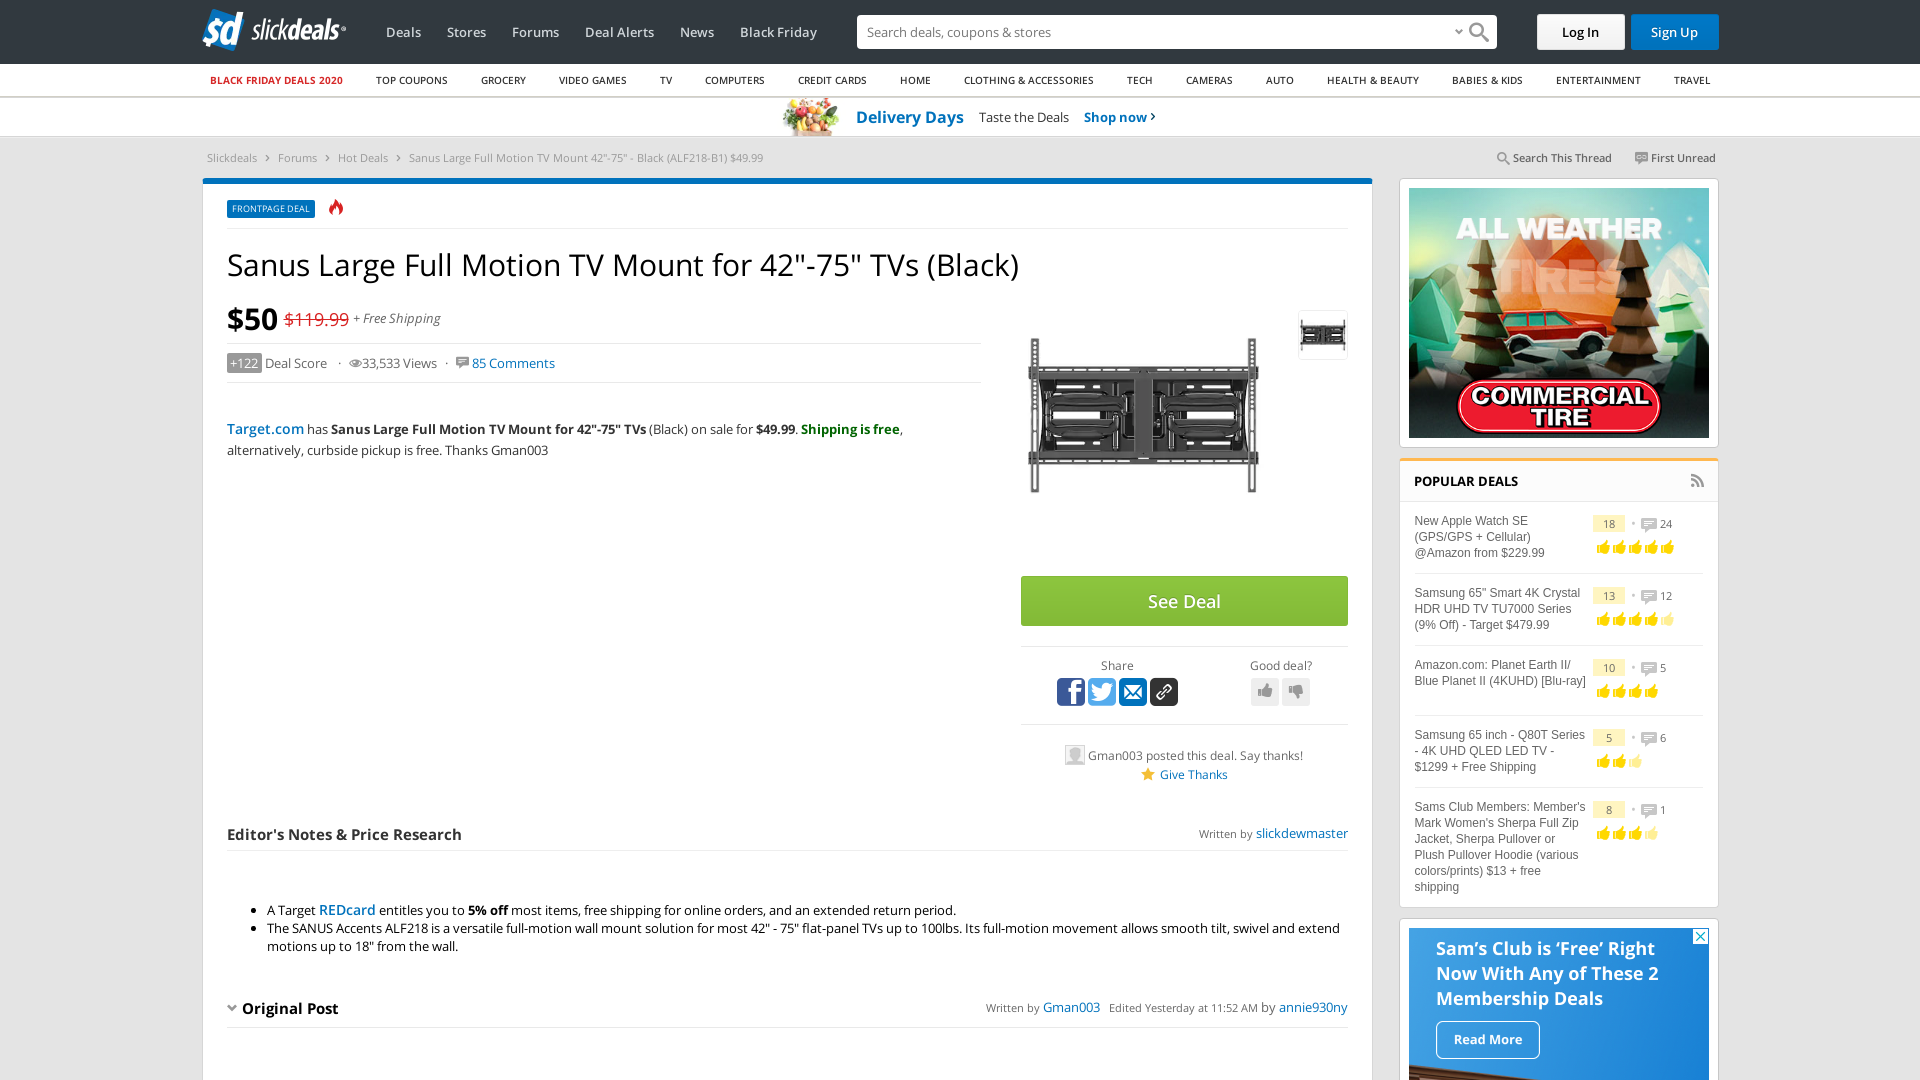 sd slickdeals
Deals
Stores
Forums
Deal Alerts
News
Black Friday
Search deals, coupons & stores
Log In
Sign Up
BLACK FRIDAY DEALS 2020
TOP COUPONS
GROCERY
VIDEO GAMES
TV
COMPUTERS
CREDIT CARDS
HOME
CLOTHING & ACCESSORIES
TECH
CAMERAS
AUTO
HEALTH & BEAUTY
BABIES & KIDS
ENTERTAINMENT
TRAVEL
Delivery Days Taste the Deals Shop now ›
Slickdeals › Forums › Hot Deals › Sanus Large Full Motion TV Mount 42"-75" - Black (ALF218-B1) $49.99
Search This Thread
First Unread
FRONTPAGE DEAL
Sanus Large Full Motion TV Mount for 42"-75" TVs (Black)
$50 $119.99 + Free Shipping
+122 Deal Score · 33,533 Views · 85 Comments
Target.com has Sanus Large Full Motion TV Mount for 42"-75" TVs (Black) on sale for $49.99. Shipping is free,
alternatively, curbside pickup is free. Thanks Gman003
See Deal
Share
Good deal?
Gman003 posted this deal. Say thanks!
Give Thanks
Editor's Notes & Price Research
Written by slickdewmaster
• A Target REDcard entitles you to 5% off most items, free shipping for online orders, and an extended return period.
• The SANUS Accents ALF218 is a versatile full-motion wall mount solution for most 42" - 75" flat-panel TVs up to 100lbs. Its full-motion movement allows smooth tilt, swivel and extend
motions up to 18" from the wall.
Original Post
Written by Gman003 Edited Yesterday at 11:52 AM by annie930ny
ALL WEATHER
TIRES
COMMERCIAL
TIRE
POPULAR DEALS
New Apple Watch SE
(GPS/GPS + Cellular)
@Amazon from $229.99
18 • 24
Samsung 65" Smart 4K Crystal
HDR UHD TV TU7000 Series
(9% Off) - Target $479.99
13 • 12
Amazon.com: Planet Earth II/
Blue Planet II (4KUHD) [Blu-ray]
10 • 5
Samsung 65 inch - Q80T Series
- 4K UHD QLED LED TV -
$1299 + Free Shipping
5 • 6
Sams Club Members: Member's
Mark Women's Sherpa Full Zip
Jacket, Sherpa Pullover or
Plush Pullover Hoodie (various
colors/prints) $13 + free
shipping
8 • 1
Sam's Club is 'Free' Right
Now With Any of These 2
Membership Deals
Read More